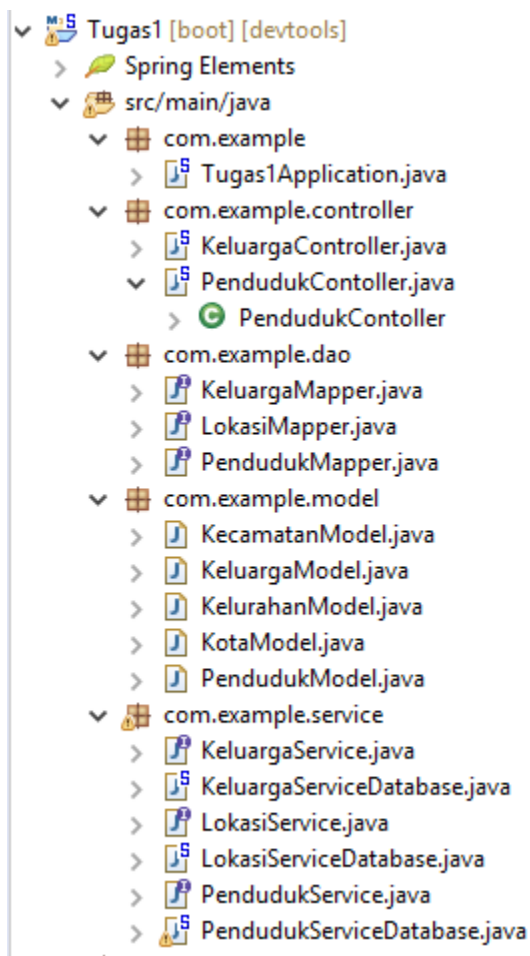 Tugas1 [boot] [devtools]
Spring Elements
src/main/java
com.example
Tugas1Application.java
com.example.controller
KeluargaController.java
PendudukContoller.java
PendudukContoller
com.example.dao
KeluargaMapper.java
LokasiMapper.java
PendudukMapper.java
com.example.model
KecamatanModel.java
KeluargaModel.java
KelurahanModel.java
KotaModel.java
PendudukModel.java
com.example.service
KeluargaService.java
KeluargaServiceDatabase.java
LokasiService.java
LokasiServiceDatabase.java
PendudukService.java
PendudukServiceDatabase.java